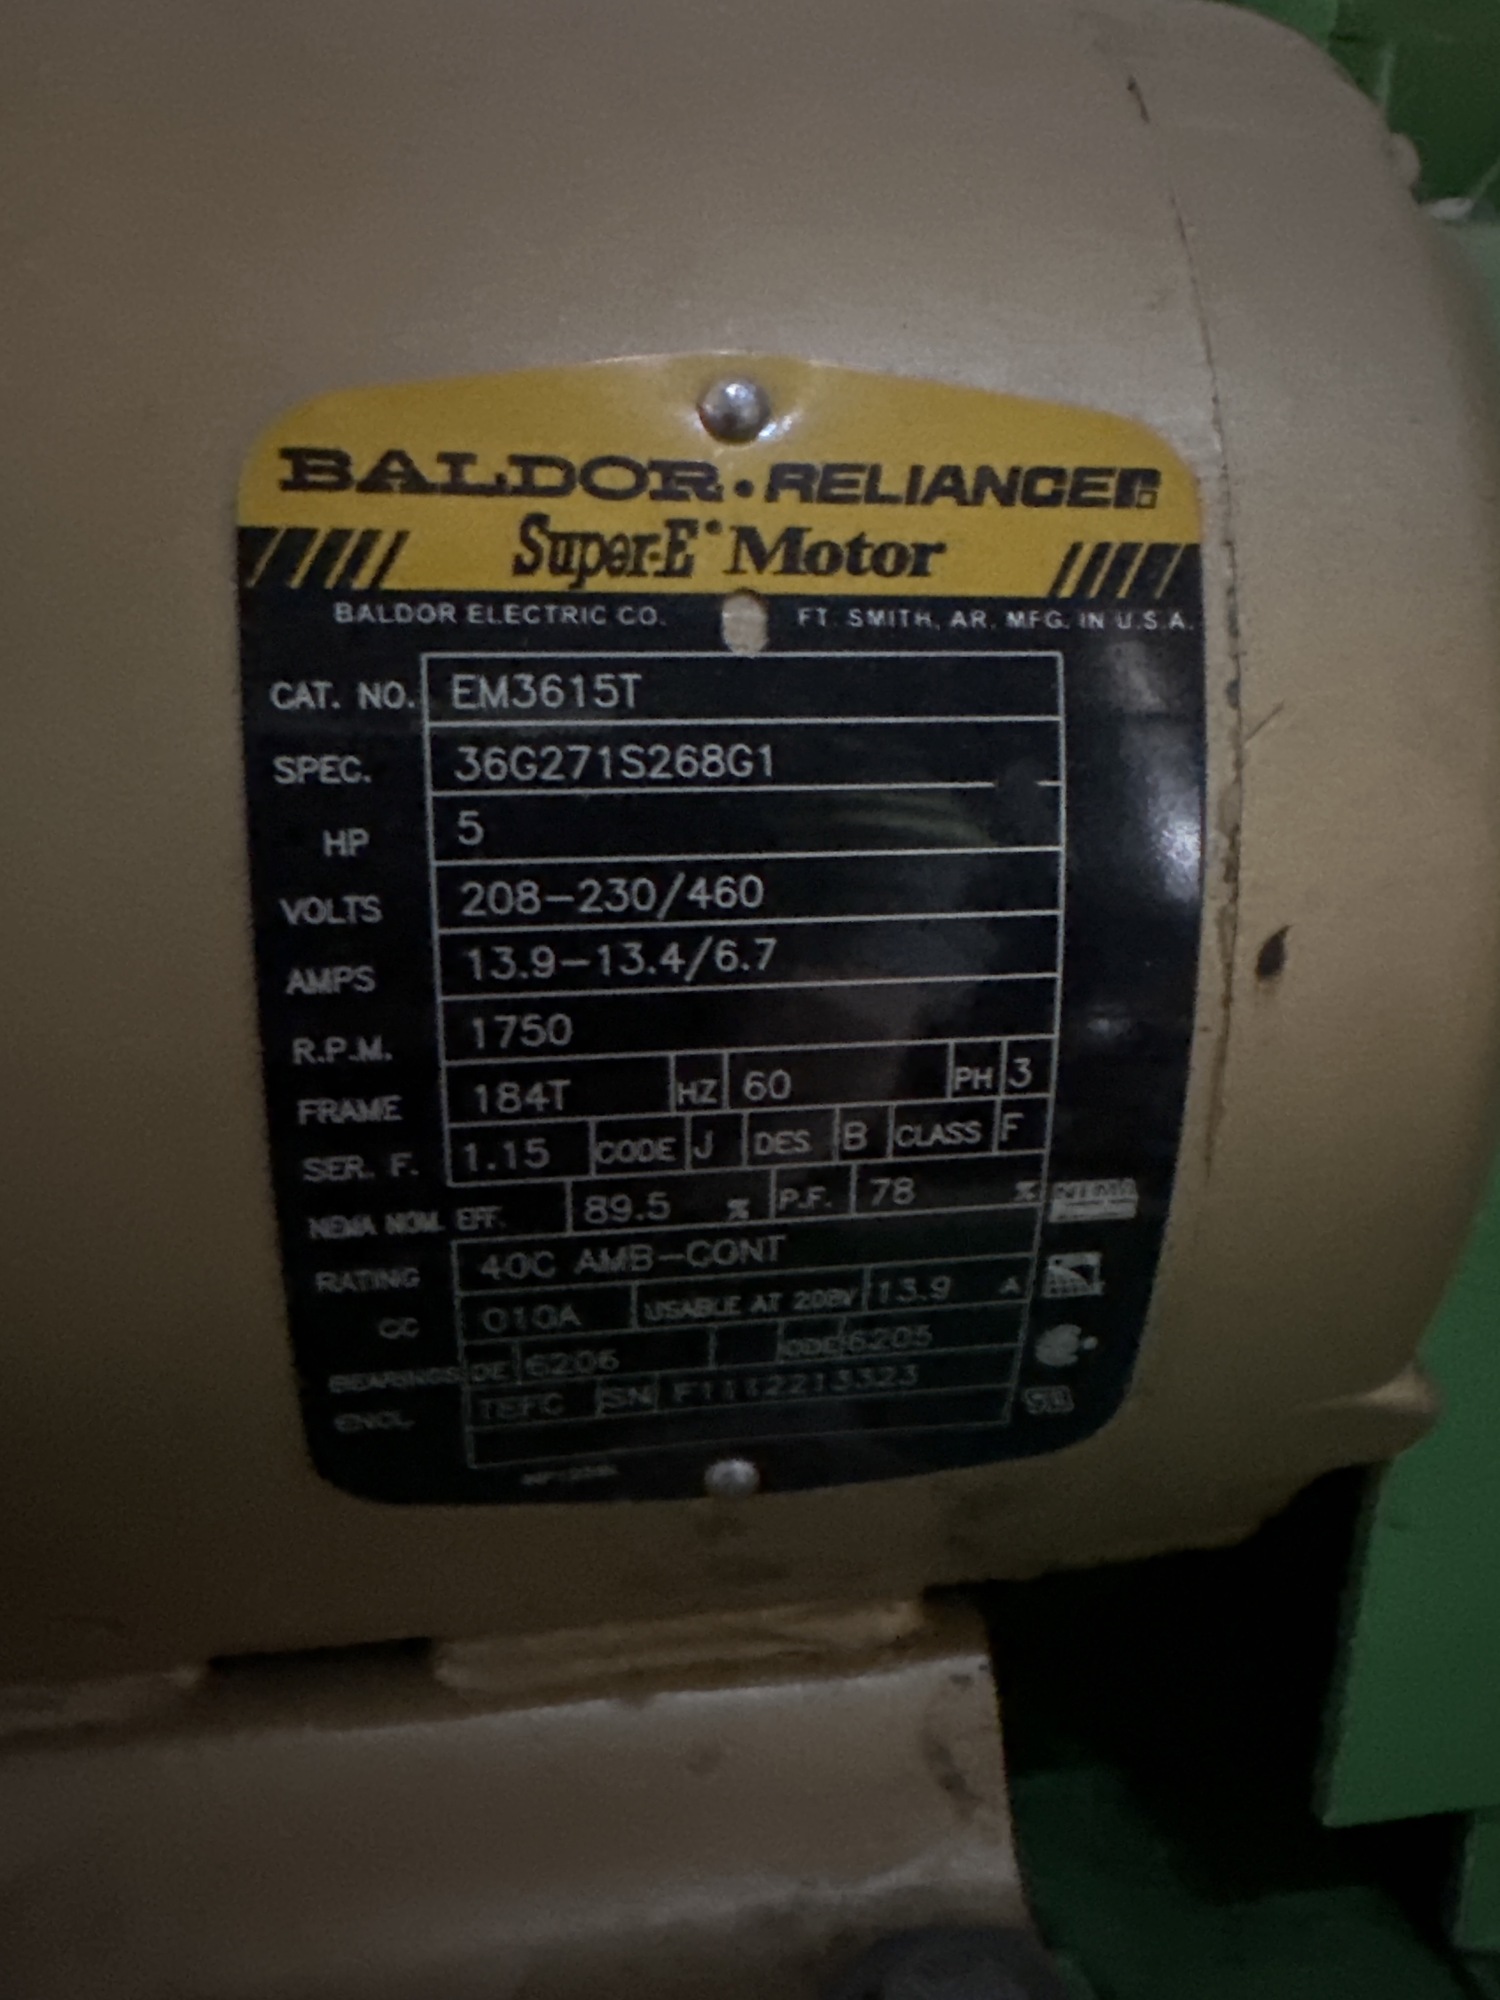 BALDOR • RELIANCER
Super-E® Motor
BALDOR ELECTRIC CO. FT. SMITH, AR. MFG. IN U.S.A.
CAT. NO. EM3615T
SPEC. 36G271S268G1
HP 5
VOLTS 208-230/460
AMPS 13.9-13.4/6.7
R.P.M. 1750
FRAME 184T HZ 60 PH 3
SER. F. 1.15 CODE J DES B CLASS F
NEMA NOM. EFF. 89.5 % P.F. 78 % NEMA
RATING 40C AMB-CONT
CC 010A USABLE AT 208V 13.9 A
BEARINGS DE 6206 ODE 6205
ENCL TEFC SN F1112213323